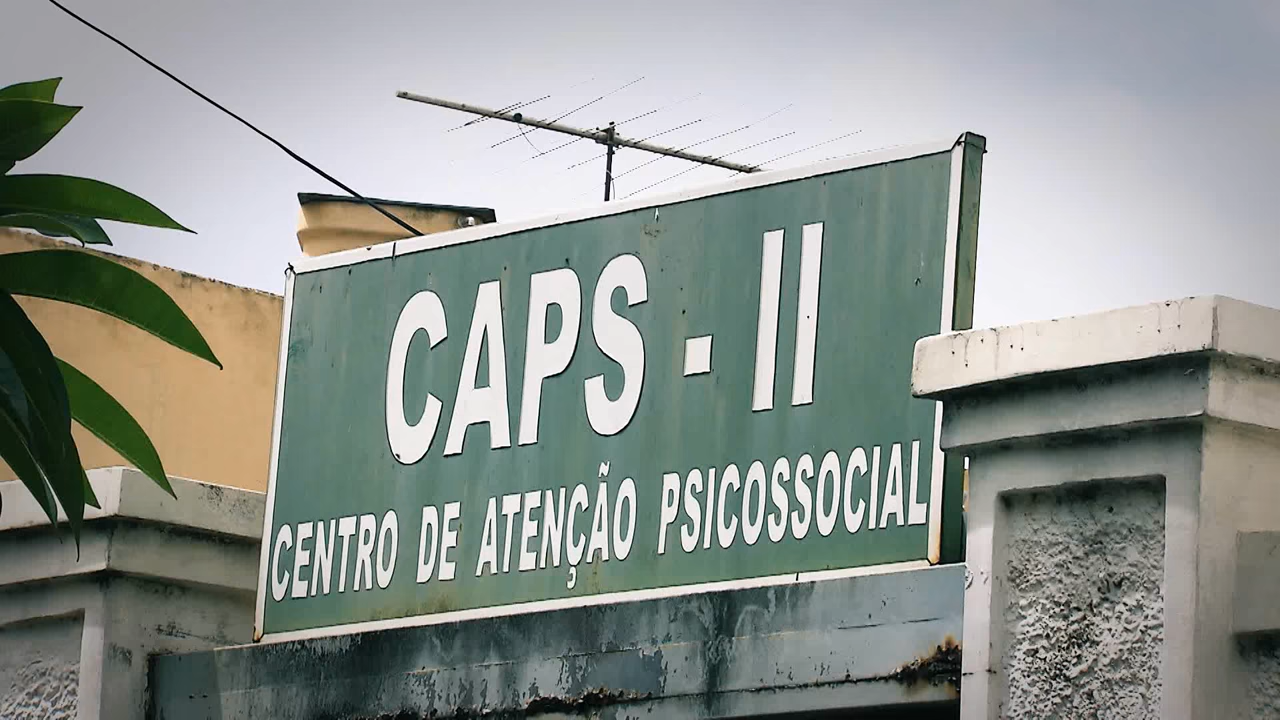 CAPS - II
CENTRO DE ATENÇÃO PSICOSSOCIAL